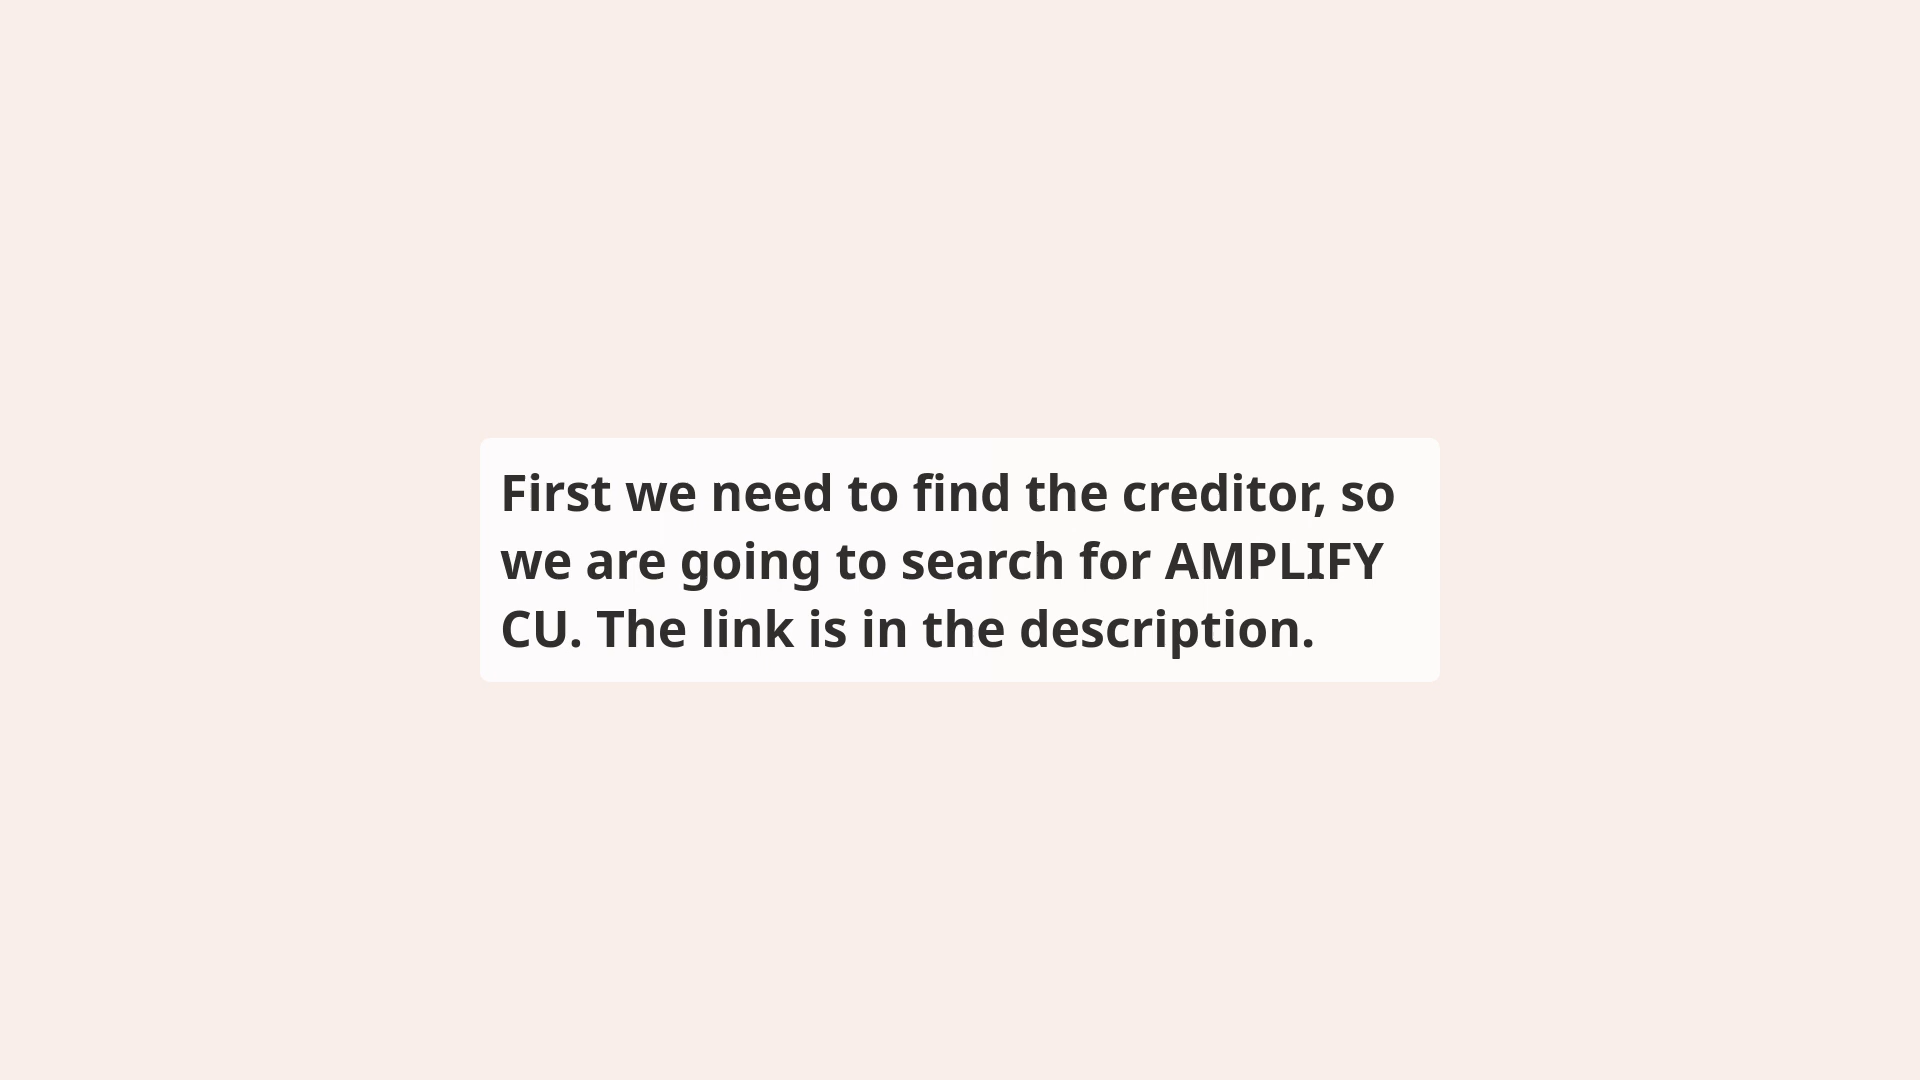 First we need to find the creditor, so
we are going to search for AMPLIFY
CU. The link is in the description.